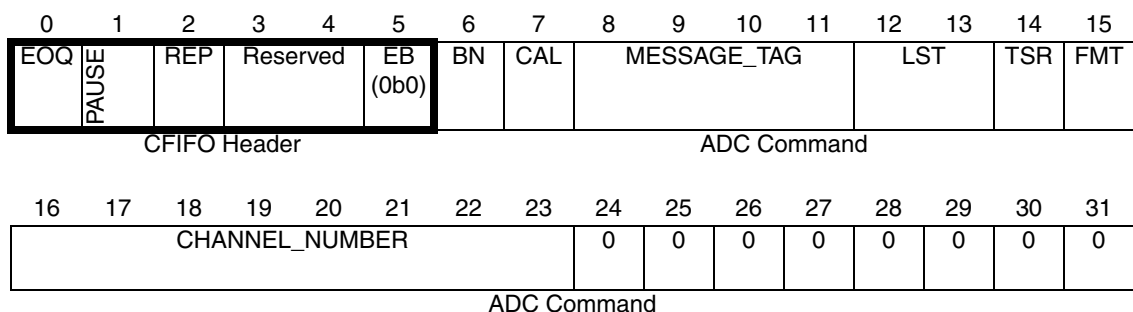 0 1 2 3 4 5 6 7 8 9 10 11 12 13 14 15
EOQ PAUSE REP Reserved EB BN CAL MESSAGE_TAG LST TSR FMT
(0b0)
CFIFO Header ADC Command
16 17 18 19 20 21 22 23 24 25 26 27 28 29 30 31
CHANNEL_NUMBER 0 0 0 0 0 0 0 0
ADC Command